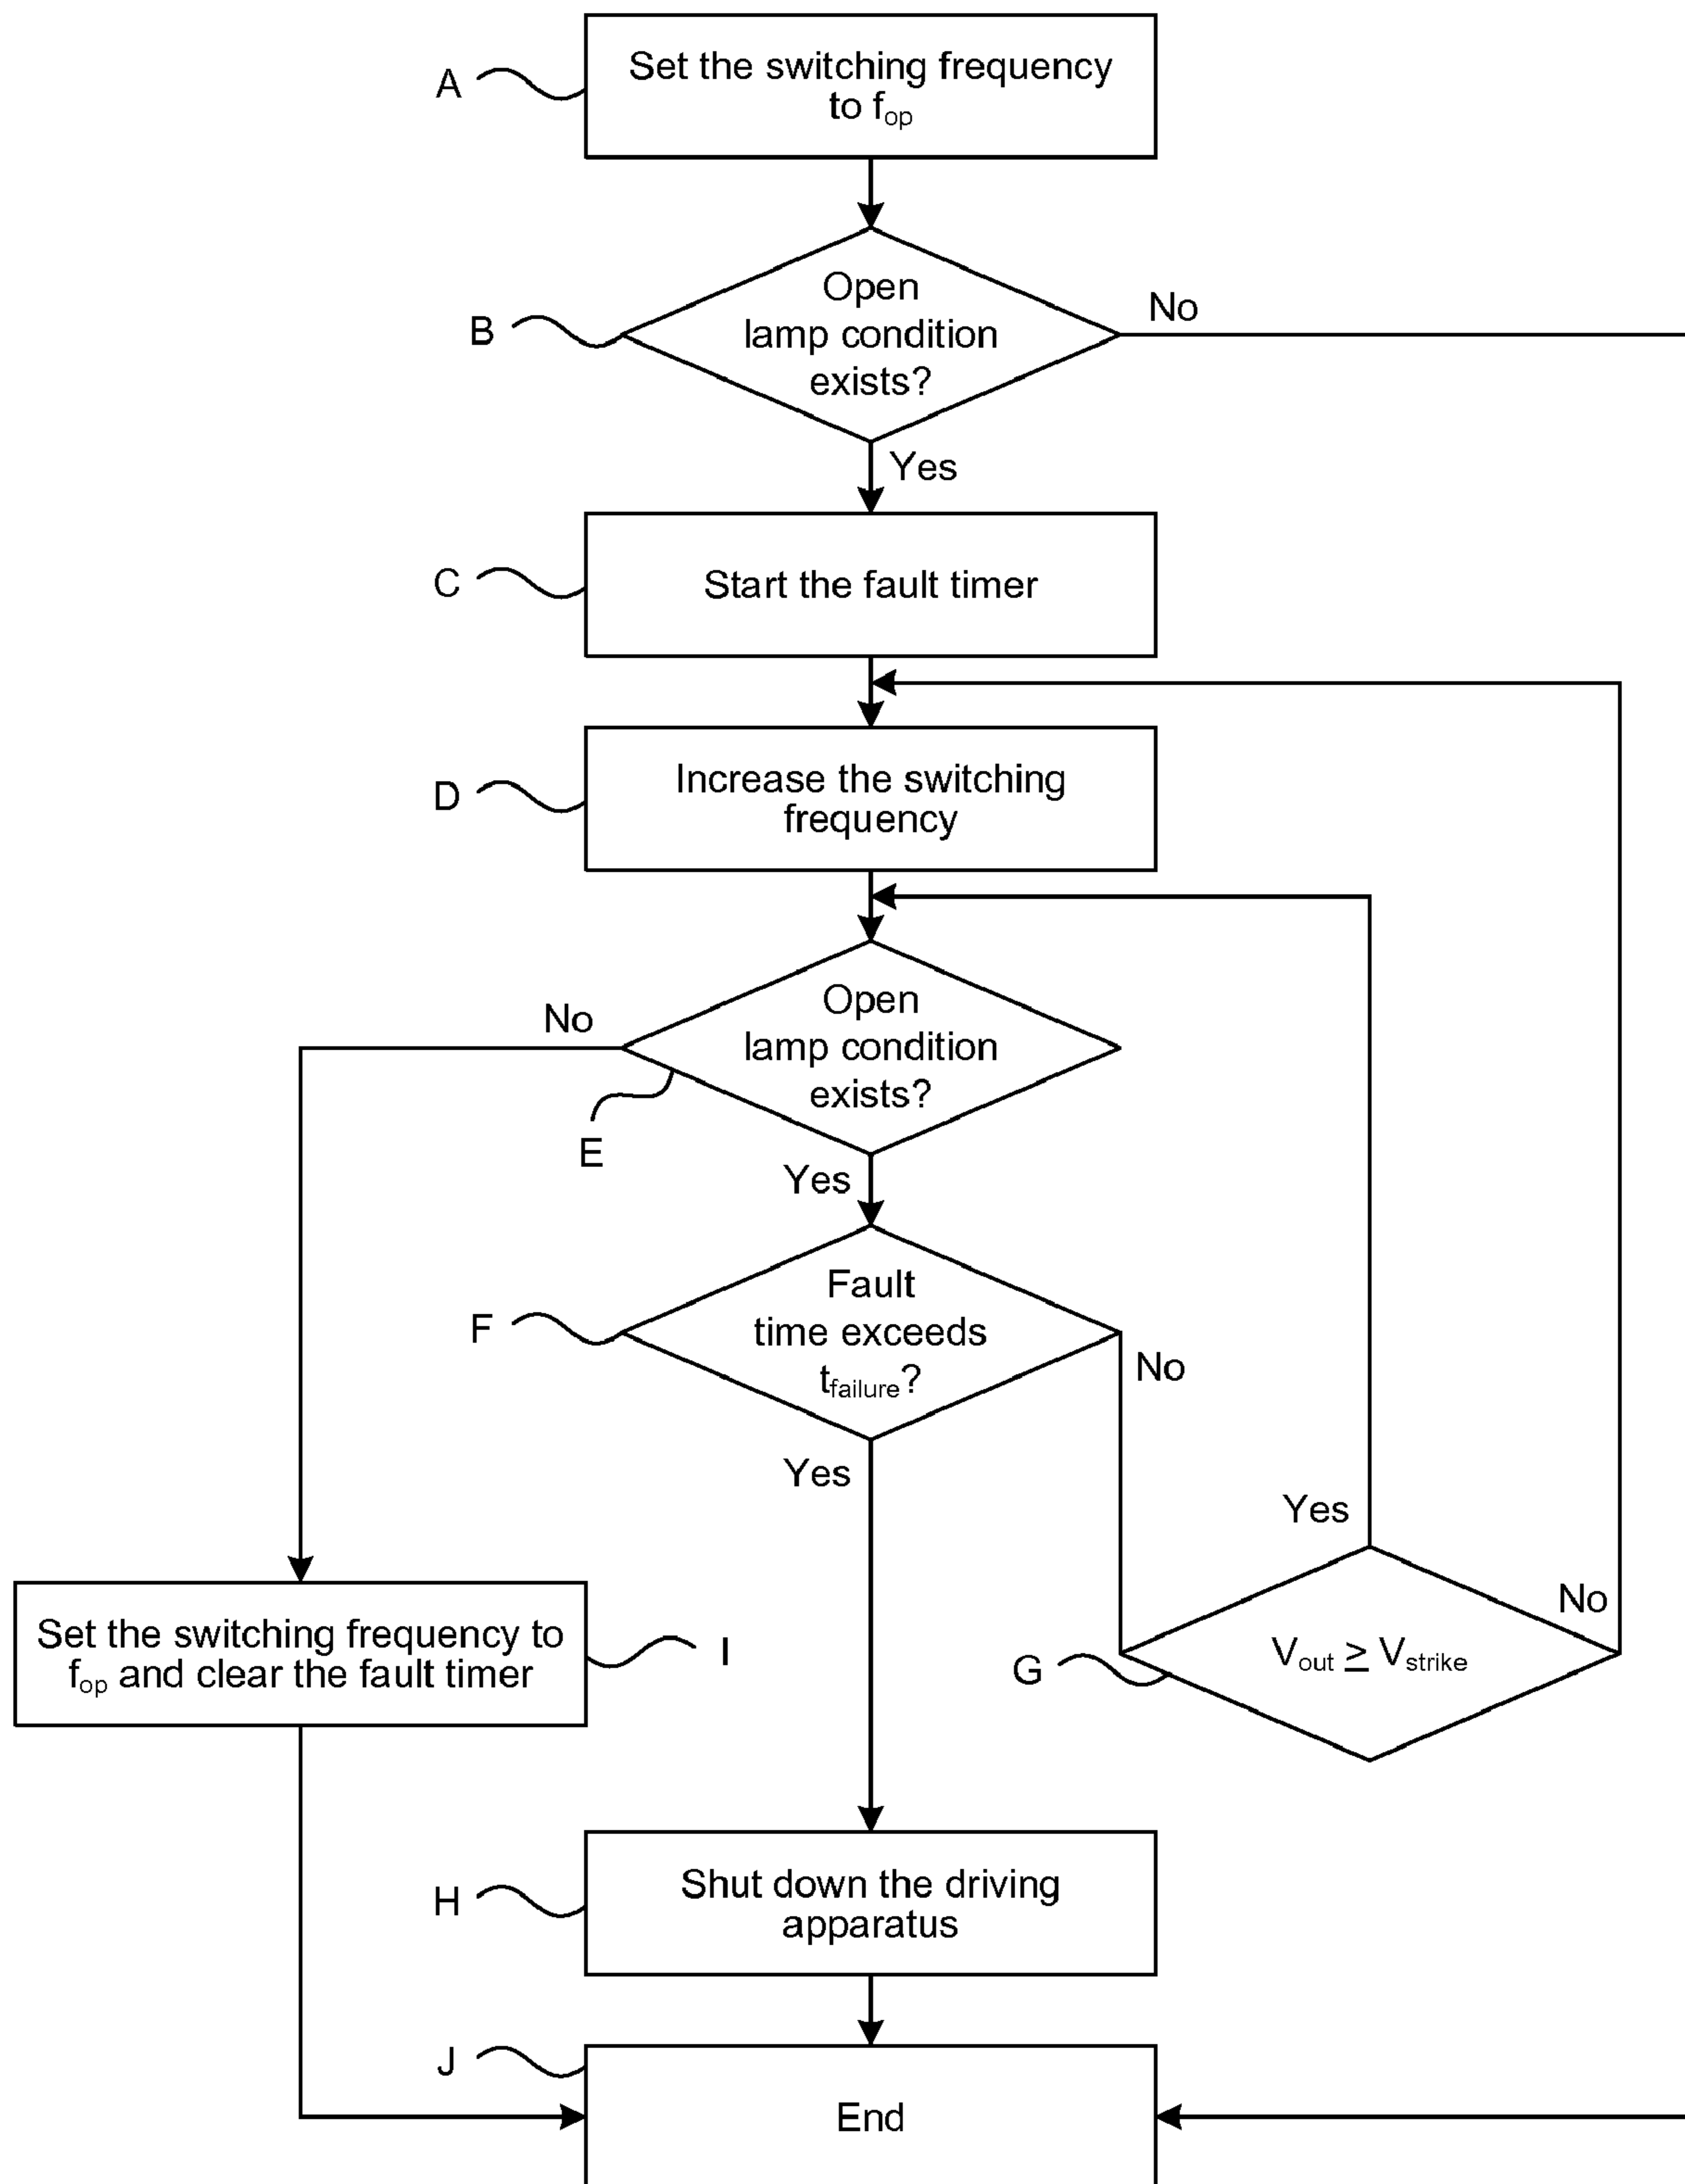 A
Set the switching frequency
to fop
B
Open
lamp condition
exists?
No
Yes
C
Start the fault timer
D
Increase the switching
frequency
No
Open
lamp condition
exists?
E
Yes
F
Fault
time exceeds
tfailure?
No
Yes
Yes
No
Set the switching frequency to
fop and clear the fault timer
I
G
Vout ≥ Vstrike
H
Shut down the driving
apparatus
J
End